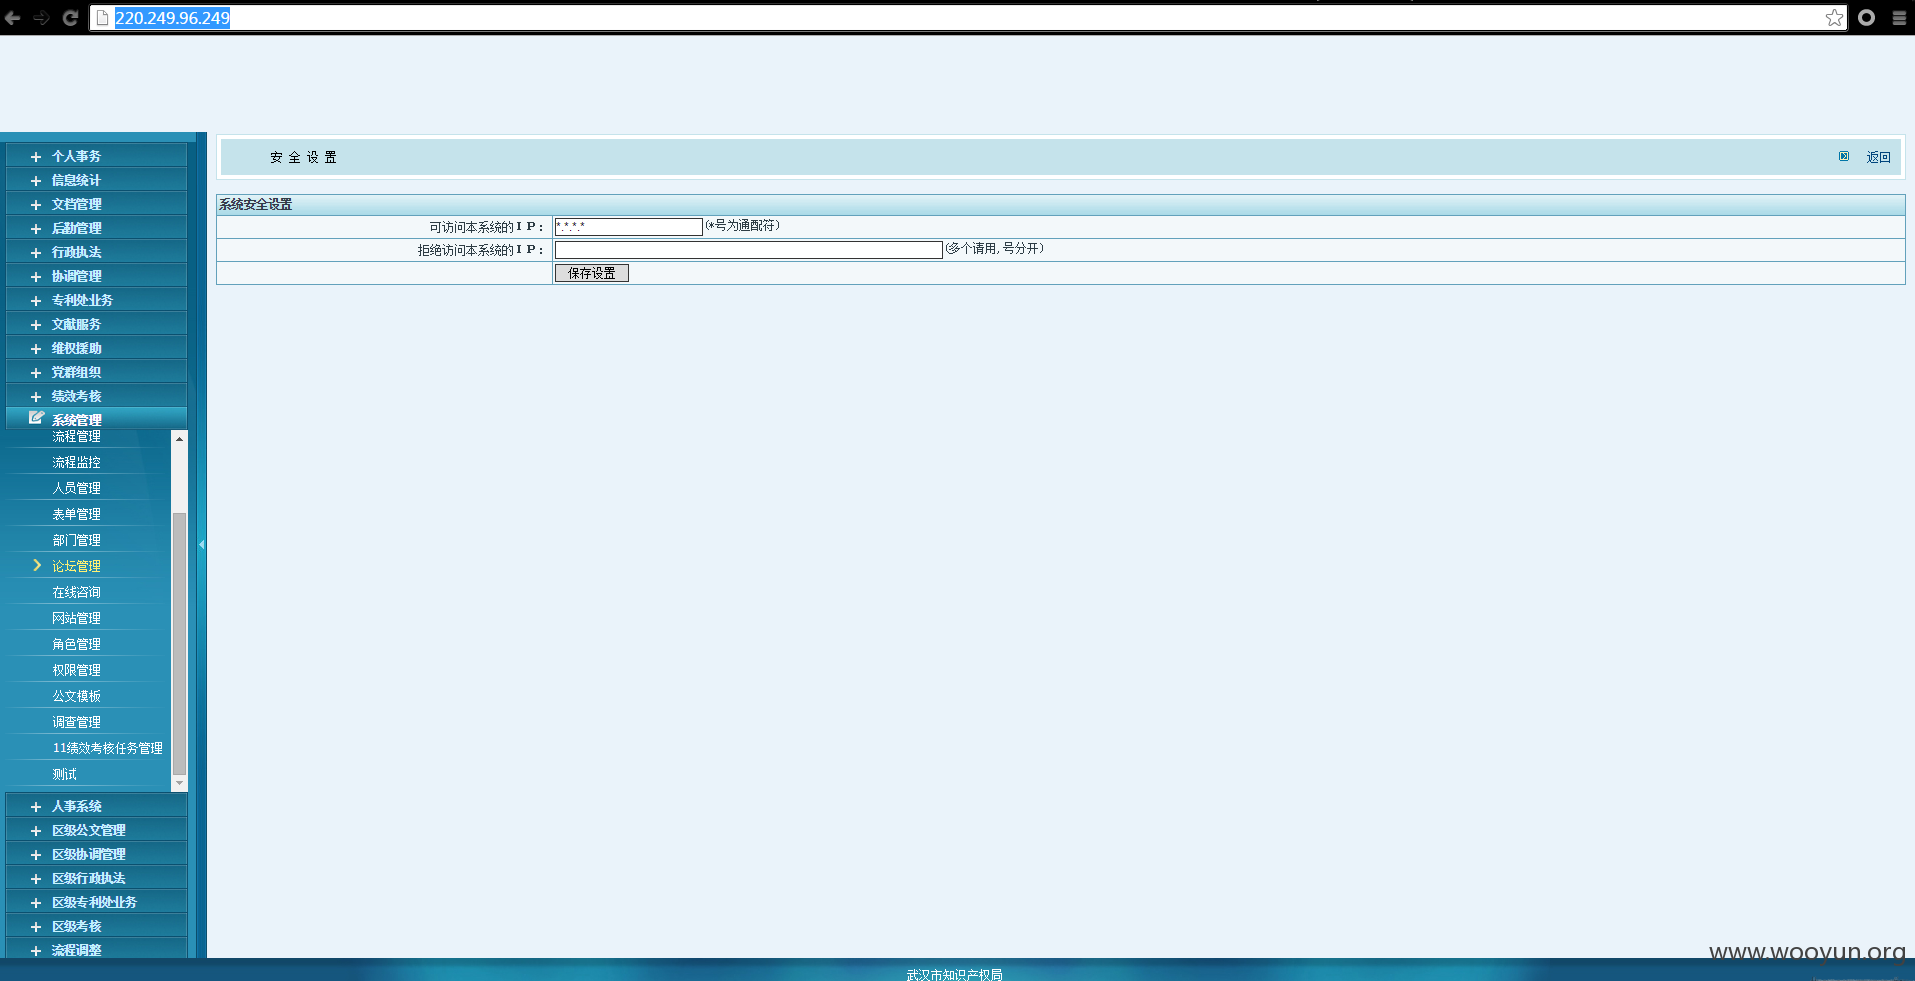 220.249.96.249
个人事务
信息统计
文档管理
后勤管理
行政执法
协调管理
专利处业务
文献服务
维权援助
党群组织
绩效考核
系统管理
流程管理
流程监控
人员管理
表单管理
部门管理
论坛管理
在线咨询
网站管理
角色管理
权限管理
公文模板
调查管理
11绩效考核任务管理
测试
人事系统
区级公文管理
区级协调管理
区级行政执法
区级专利处业务
区级考核
流程调整
安 全 设 置
返回
系统安全设置
可访问本系统的ＩＰ： *.*.*.* (*号为通配符)
拒绝访问本系统的ＩＰ： (多个请用,号分开)
保存设置
www.wooyun.org
武汉市知识产权局